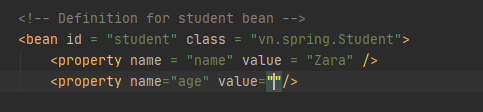 <!-- Definition for student bean -->
<bean id = "student" class = "vn.spring.Student">
<property name = "name" value = "Zara" />
<property name="age" value=""/>